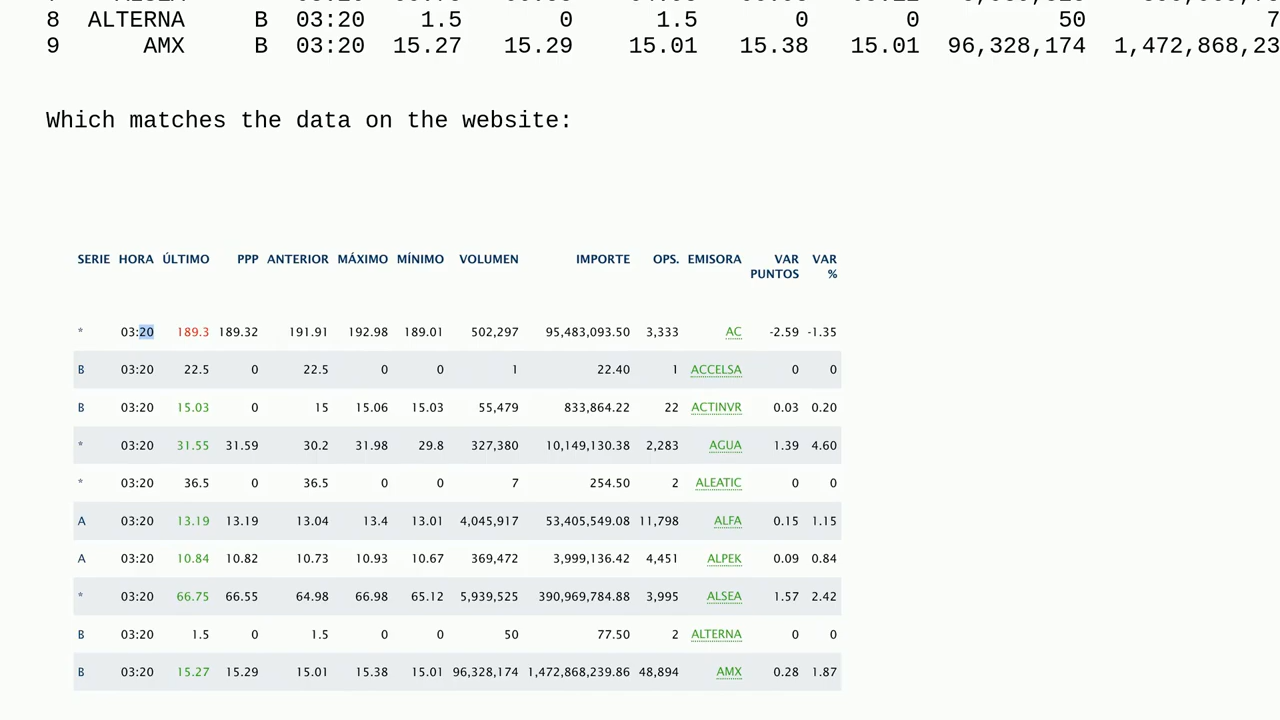 8 ALTERNA B 03:20 1.5 0 1.5 0 0 50 7
9 AMX B 03:20 15.27 15.29 15.01 15.38 15.01 96,328,174 1,472,868,23
Which matches the data on the website:
SERIE HORA ÚLTIMO PPP ANTERIOR MÁXIMO MÍNIMO VOLUMEN IMPORTE OPS. EMISORA VAR PUNTOS VAR %
* 03:20 189.3 189.32 191.91 192.98 189.01 502,297 95,483,093.50 3,333 AC -2.59 -1.35
B 03:20 22.5 0 22.5 0 0 1 22.40 1 ACCELSA 0 0
B 03:20 15.03 0 15 15.06 15.03 55,479 833,864.22 22 ACTINVR 0.03 0.20
* 03:20 31.55 31.59 30.2 31.98 29.8 327,380 10,149,130.38 2,283 AGUA 1.39 4.60
* 03:20 36.5 0 36.5 0 0 7 254.50 2 ALEATIC 0 0
A 03:20 13.19 13.19 13.04 13.4 13.01 4,045,917 53,405,549.08 11,798 ALFA 0.15 1.15
A 03:20 10.84 10.82 10.73 10.93 10.67 369,472 3,999,136.42 4,451 ALPEK 0.09 0.84
* 03:20 66.75 66.55 64.98 66.98 65.12 5,939,525 390,969,784.88 3,995 ALSEA 1.57 2.42
B 03:20 1.5 0 1.5 0 0 50 77.50 2 ALTERNA 0 0
B 03:20 15.27 15.29 15.01 15.38 15.01 96,328,174 1,472,868,239.86 48,894 AMX 0.28 1.87